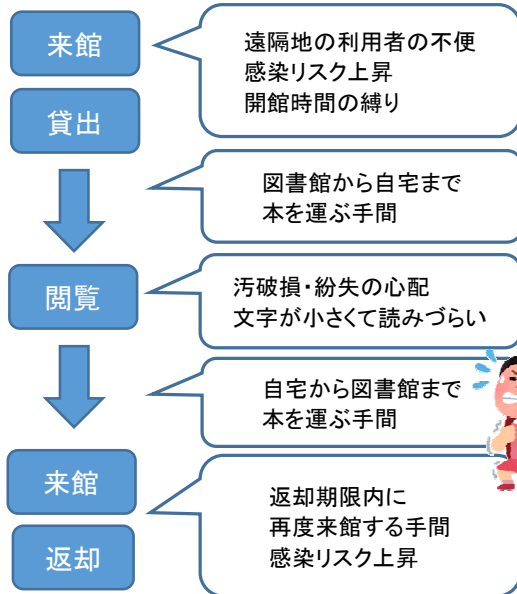 来館
遠隔地の利用者の不便
感染リスク上昇
開館時間の縛り
貸出
図書館から自宅まで
本を運ぶ手間
閲覧
汚破損・紛失の心配
文字が小さくて読みづらい
自宅から図書館まで
本を運ぶ手間
来館
返却
返却期限内に
再度来館する手間
感染リスク上昇